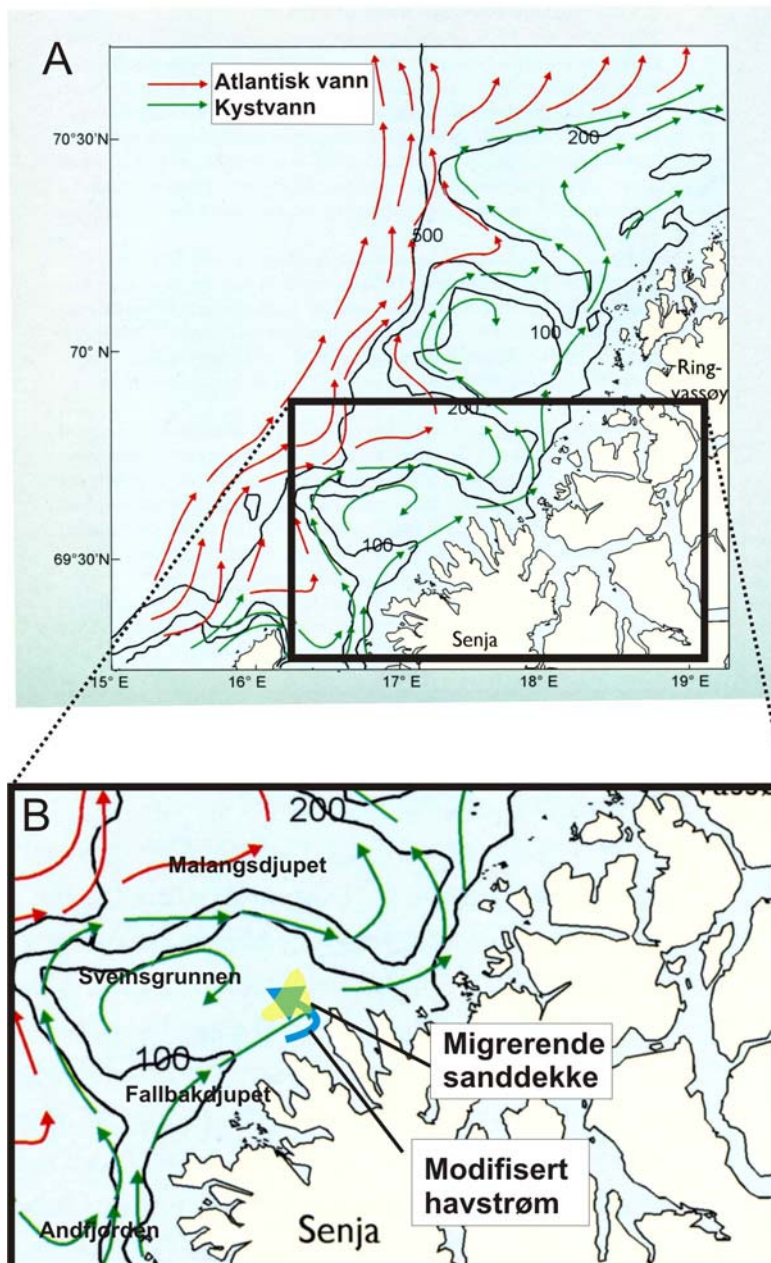 A
Atlantisk vann
Kystvann
70°30'N
200
500
70° N
100
Ring-
vassøy
200
69°30'
100
Senja
15° E
16° E
17°E
18° E
19° E
B
200
Malangsdjupet
Sveinsgrunnen
100
Fallbakdjupet
Migrerende
sanddekke
Modifisert
havstrøm
Andfjorden
Senja